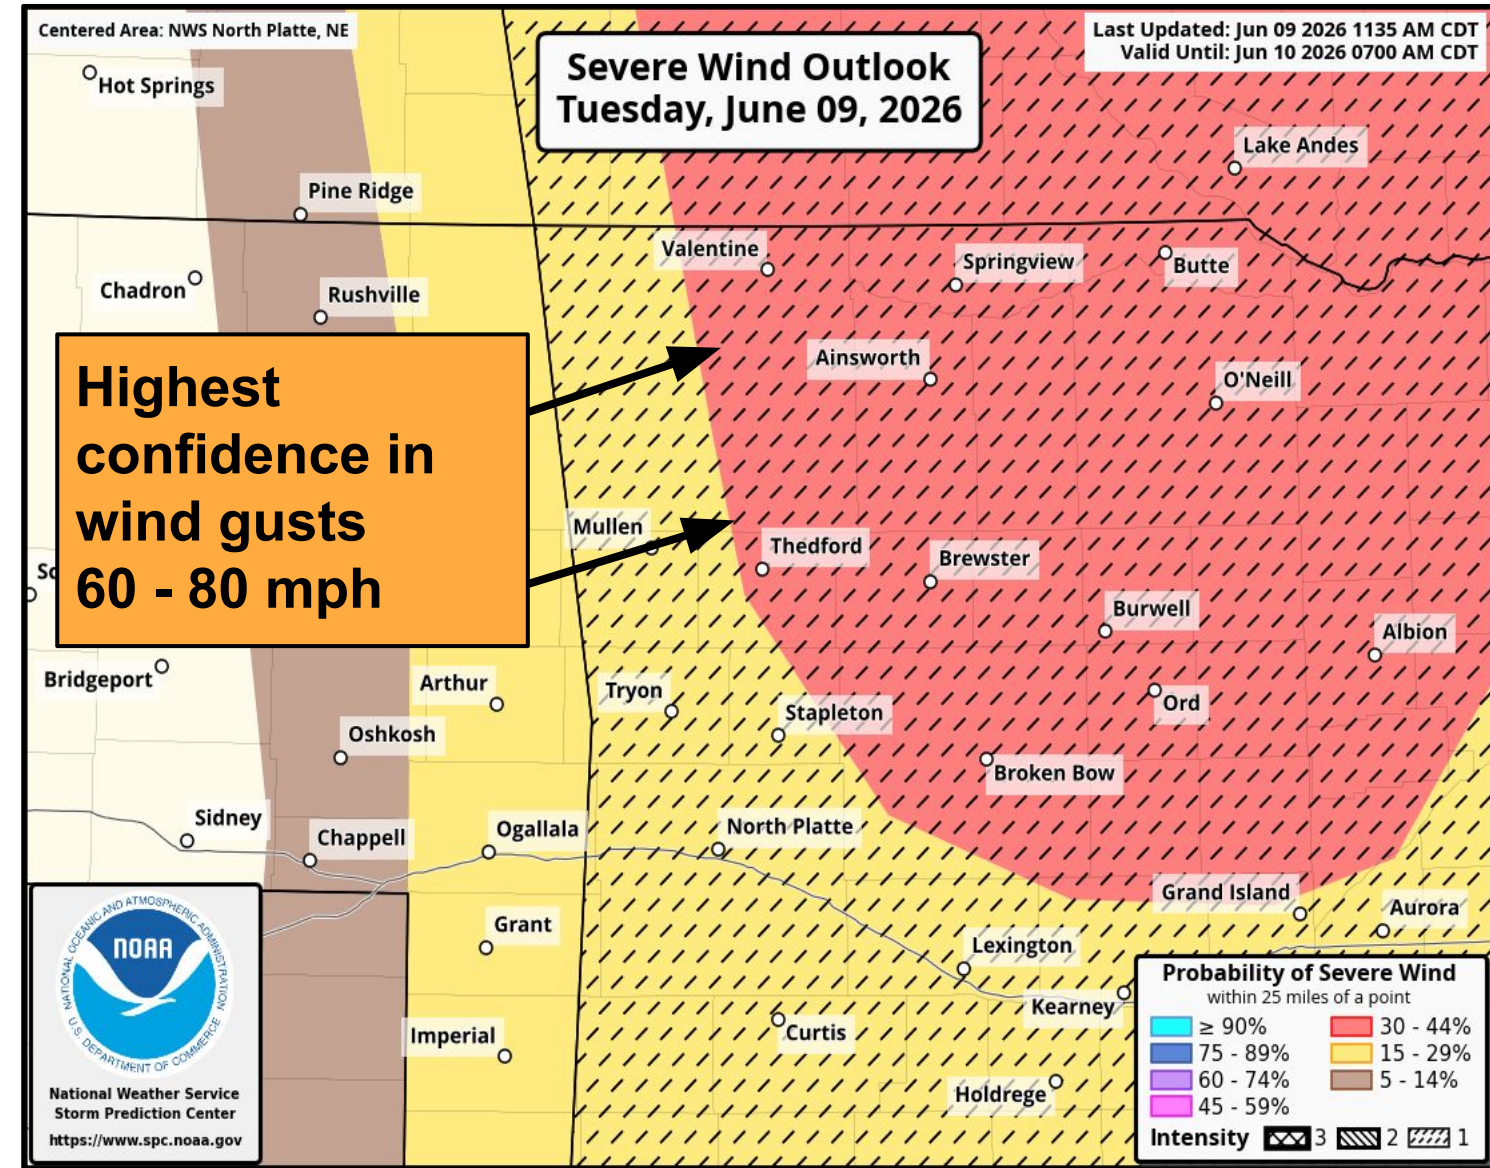 Centered Area: NWS North Platte, NE
Severe Wind Outlook
Tuesday, June 09, 2026
Last Updated: Jun 09 2026 1135 AM CDT
Valid Until: Jun 10 2026 0700 AM CDT
Hot Springs
Lake Andes
Pine Ridge
Valentine
Springview
Butte
Chadron
Rushville
Ainsworth
O'Neill
Highest
confidence in
wind gusts
60 - 80 mph
Mullen
Thedford
Brewster
Burwell
Albion
Bridgeport
Arthur
Tryon
Stapleton
Ord
Oshkosh
Broken Bow
Sidney
Chappell
Ogallala
North Platte
Grand Island
Aurora
Grant
Lexington
Kearney
Imperial
Curtis
Holdrege
NATIONAL OCEANIC AND ATMOSPHERIC ADMINISTRATION
NOAA
U.S. DEPARTMENT OF COMMERCE
National Weather Service
Storm Prediction Center
https://www.spc.noaa.gov
Probability of Severe Wind
within 25 miles of a point
≥ 90%
30 - 44%
75 - 89%
15 - 29%
60 - 74%
5 - 14%
45 - 59%
Intensity 3 2 1